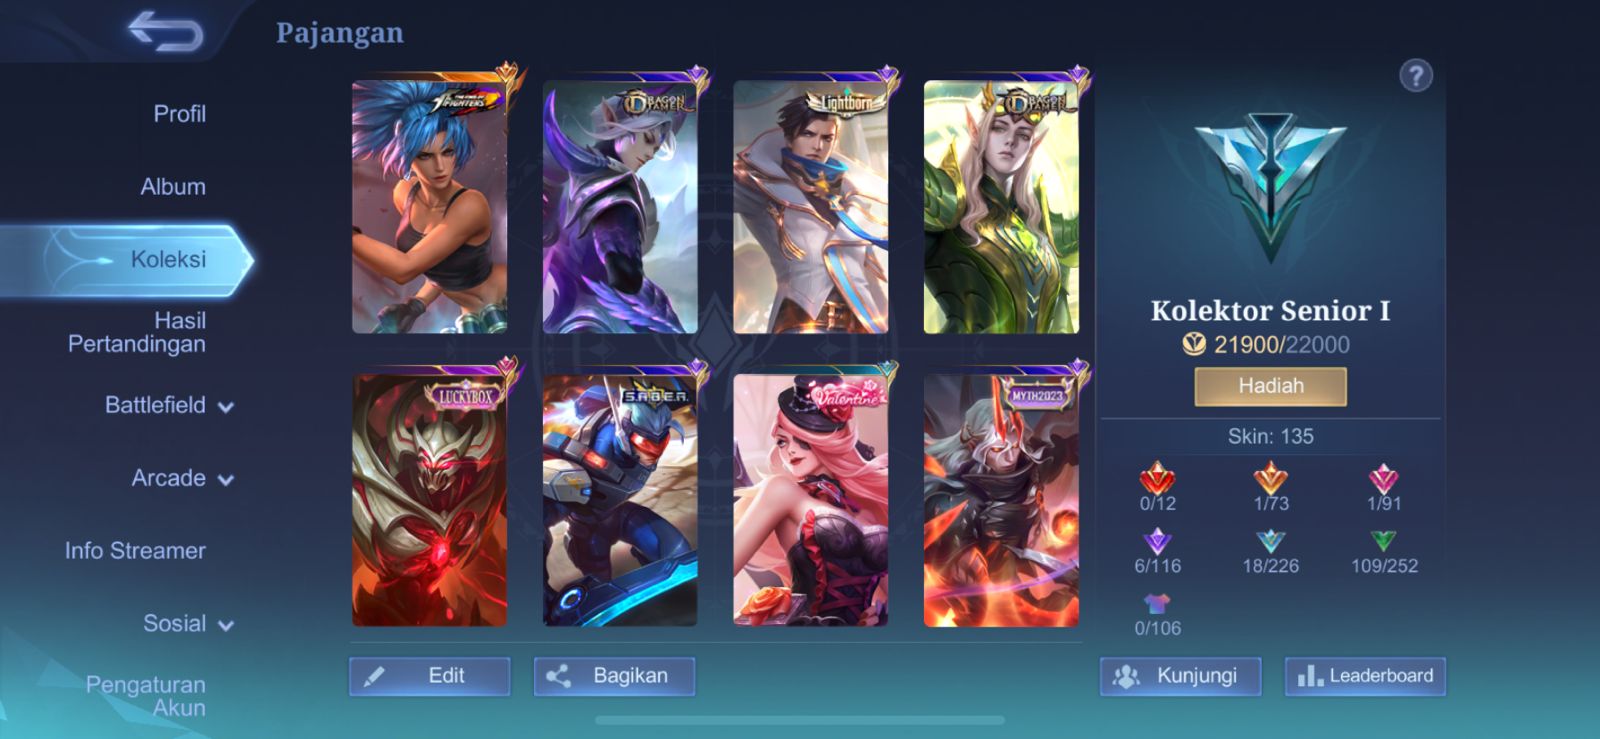 Pajangan
?
Profil
Album
Koleksi
Hasil
Pertandingan
Battlefield
Arcade
Info Streamer
Sosial
Pengaturan
Akun
THE KING OF
FIGHTERS
DRAGON
TAMER
Lightborn
DRAGON
TAMER
LUCKYBOX
S.A.B.E.R.
Valentine
MYTH2023
Edit
Bagikan
Kolektor Senior I
21900/22000
Hadiah
Skin: 135
0/12
1/73
1/91
6/116
18/226
109/252
0/106
Kunjungi
Leaderboard